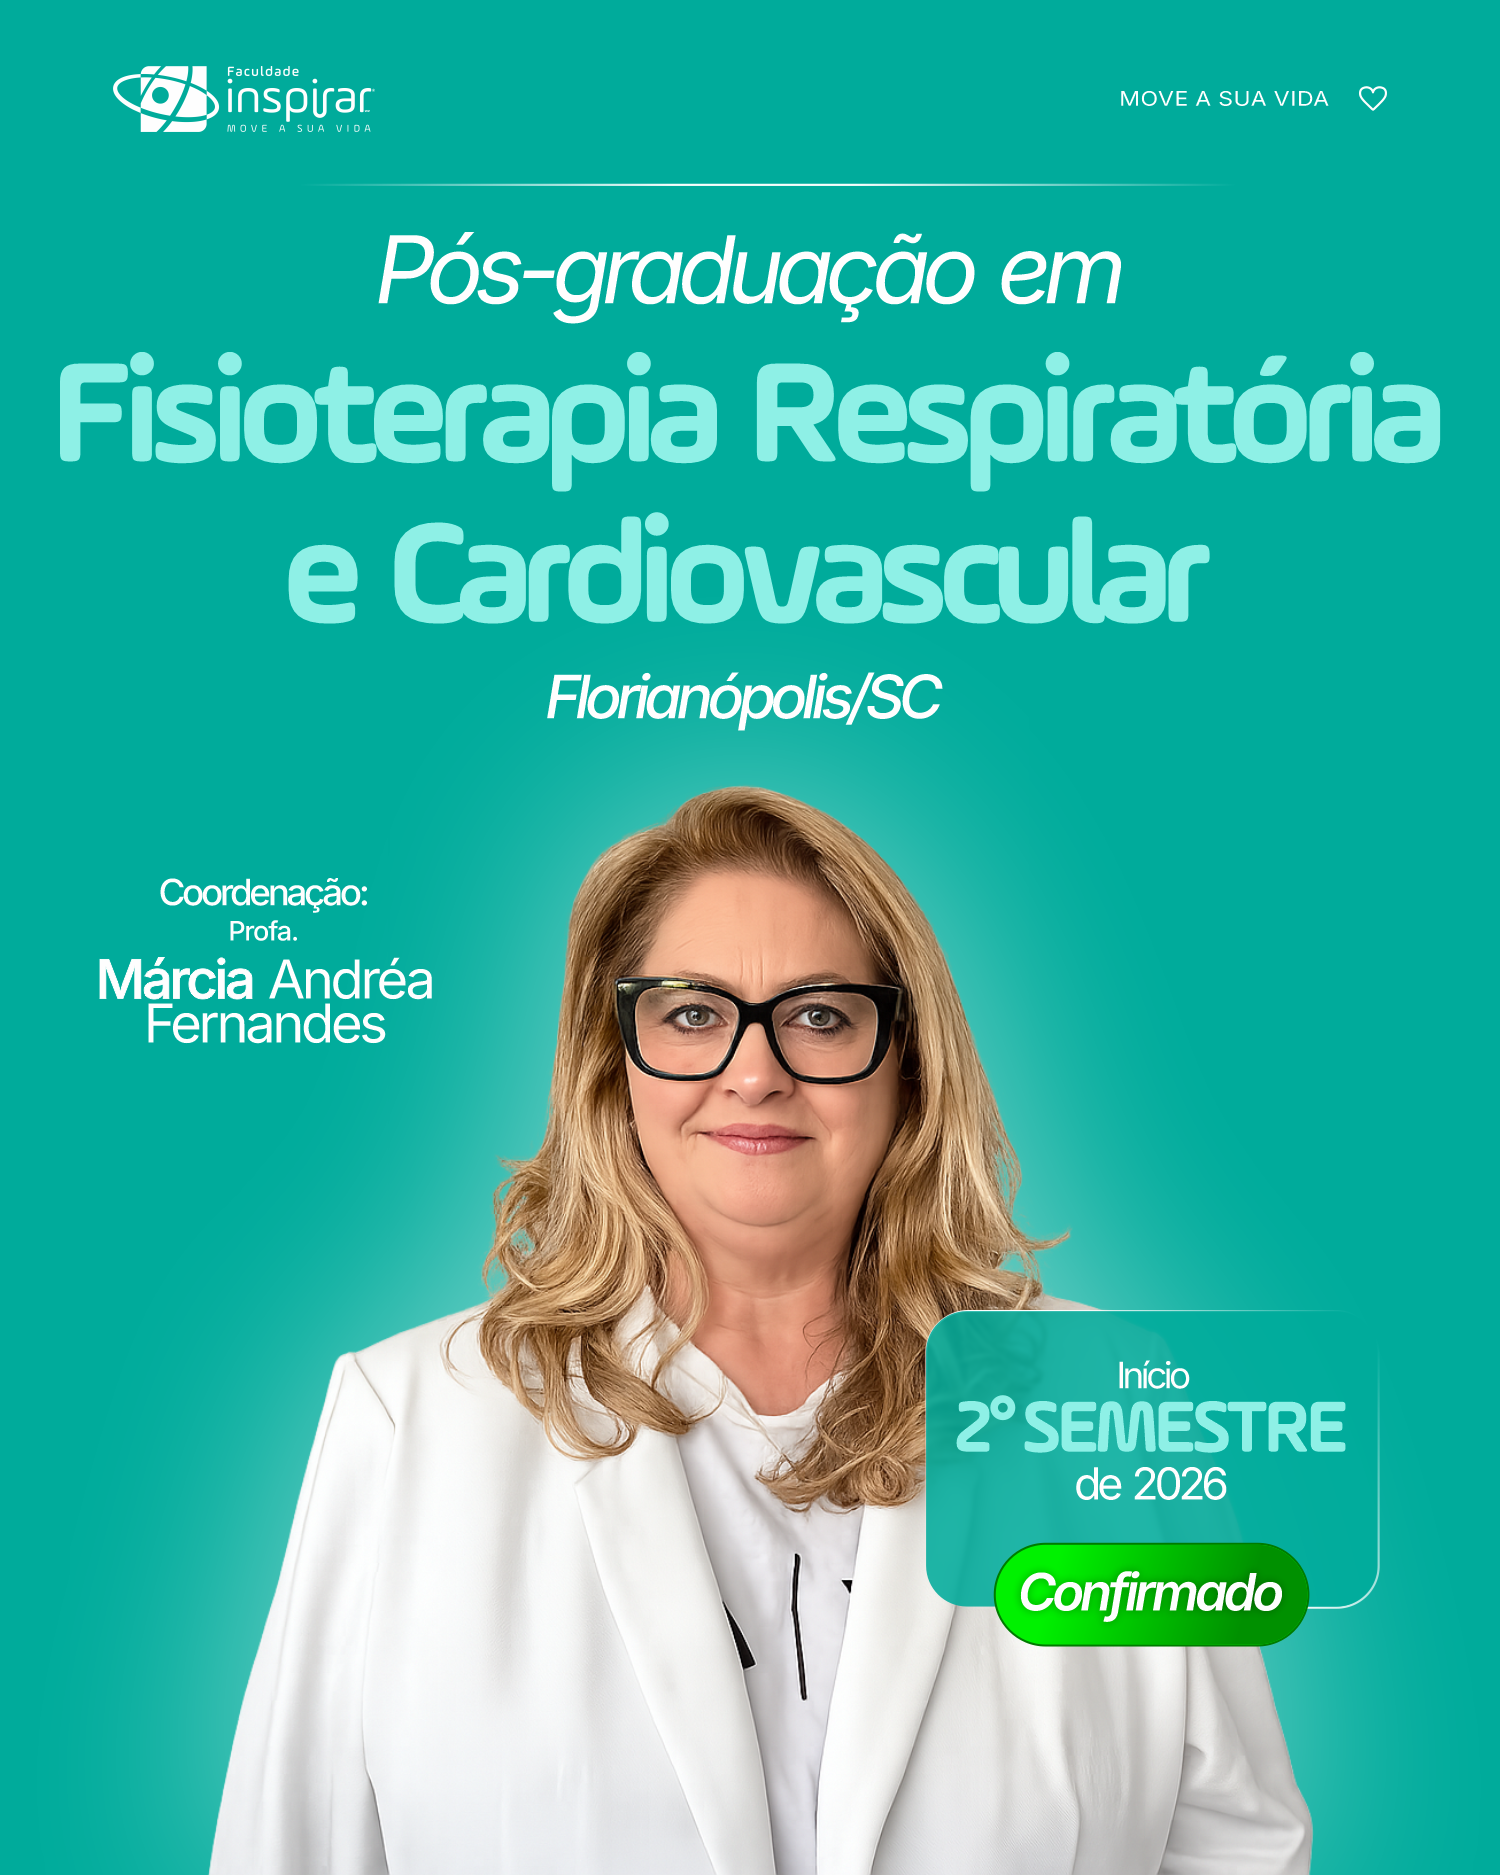 Faculdade
inspirar
MOVE A SUA VIDA
MOVE A SUA VIDA
Pós-graduação em
Fisioterapia Respiratória
e Cardiovascular
Florianópolis/SC
Coordenação:
Profa.
Márcia Andréa
Fernandes
Início
2° SEMESTRE
de 2026
Confirmado